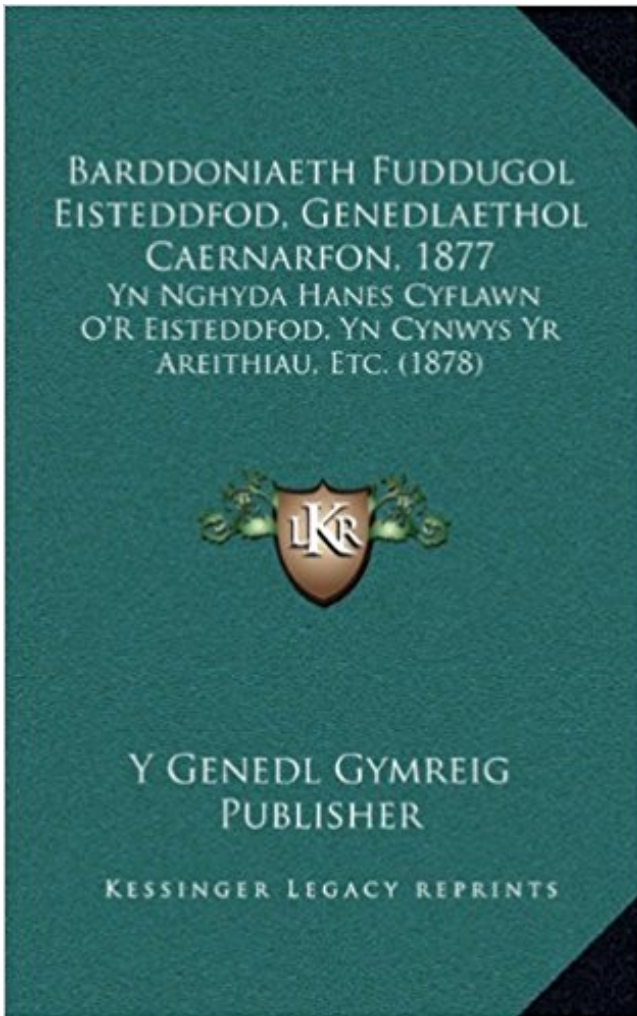 Barddoniaeth Fuddugol
Eisteddfod, Genedlaethol
Caernarfon, 1877
Yn Nghyda Hanes Cyflawn
O'R Eisteddfod, Yn Cynwys Yr
Areithiau, Etc. (1878)
LKR
Y Genedl Gymreig
Publisher
Kessinger Legacy reprints